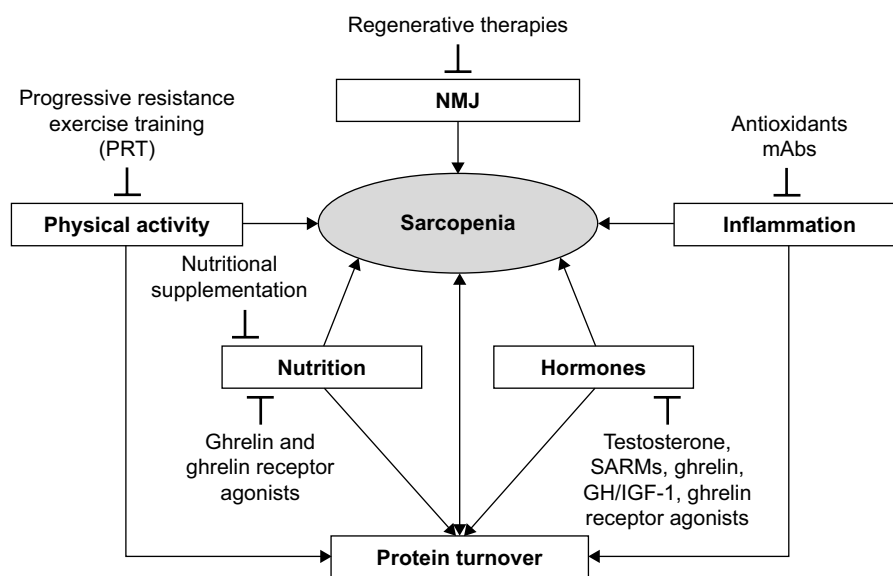 Regenerative therapies
NMJ
Progressive resistance
exercise training
(PRT)
Antioxidants
mAbs
Physical activity
Sarcopenia
Inflammation
Nutritional
supplementation
Nutrition
Hormones
Ghrelin and
ghrelin receptor
agonists
Testosterone,
SARMs, ghrelin,
GH/IGF-1, ghrelin
receptor agonists
Protein turnover